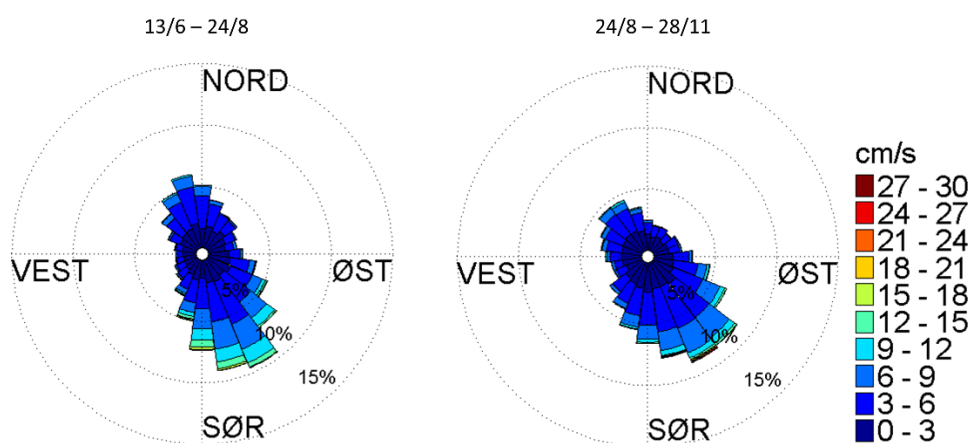 13/6 – 24/8
24/8 – 28/11
NORD
VEST
ØST
SØR
5%
10%
15%
NORD
VEST
ØST
SØR
5%
10%
15%
cm/s
27 - 30
24 - 27
21 - 24
18 - 21
15 - 18
12 - 15
9 - 12
6 - 9
3 - 6
0 - 3